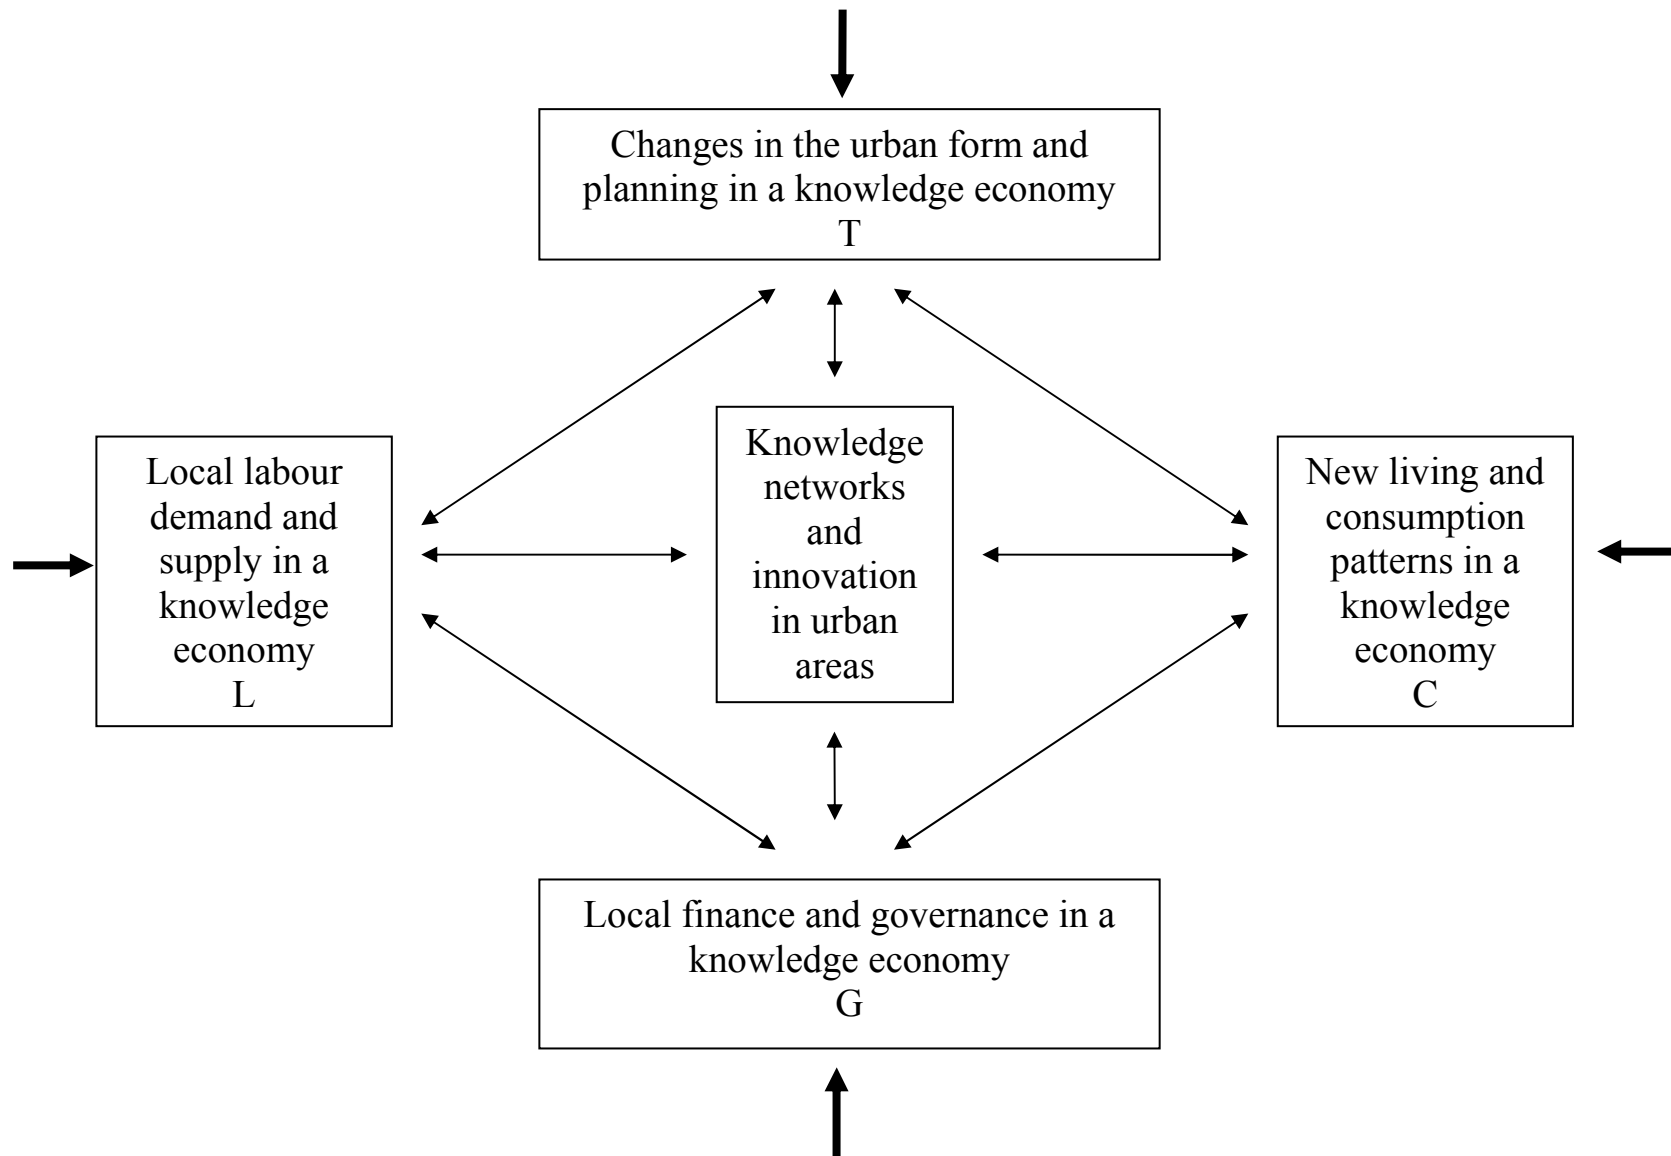 Changes in the urban form and
planning in a knowledge economy
T
Local labour
demand and
supply in a
knowledge
economy
L
Knowledge
networks
and
innovation
in urban
areas
New living and
consumption
patterns in a
knowledge
economy
C
Local finance and governance in a
knowledge economy
G